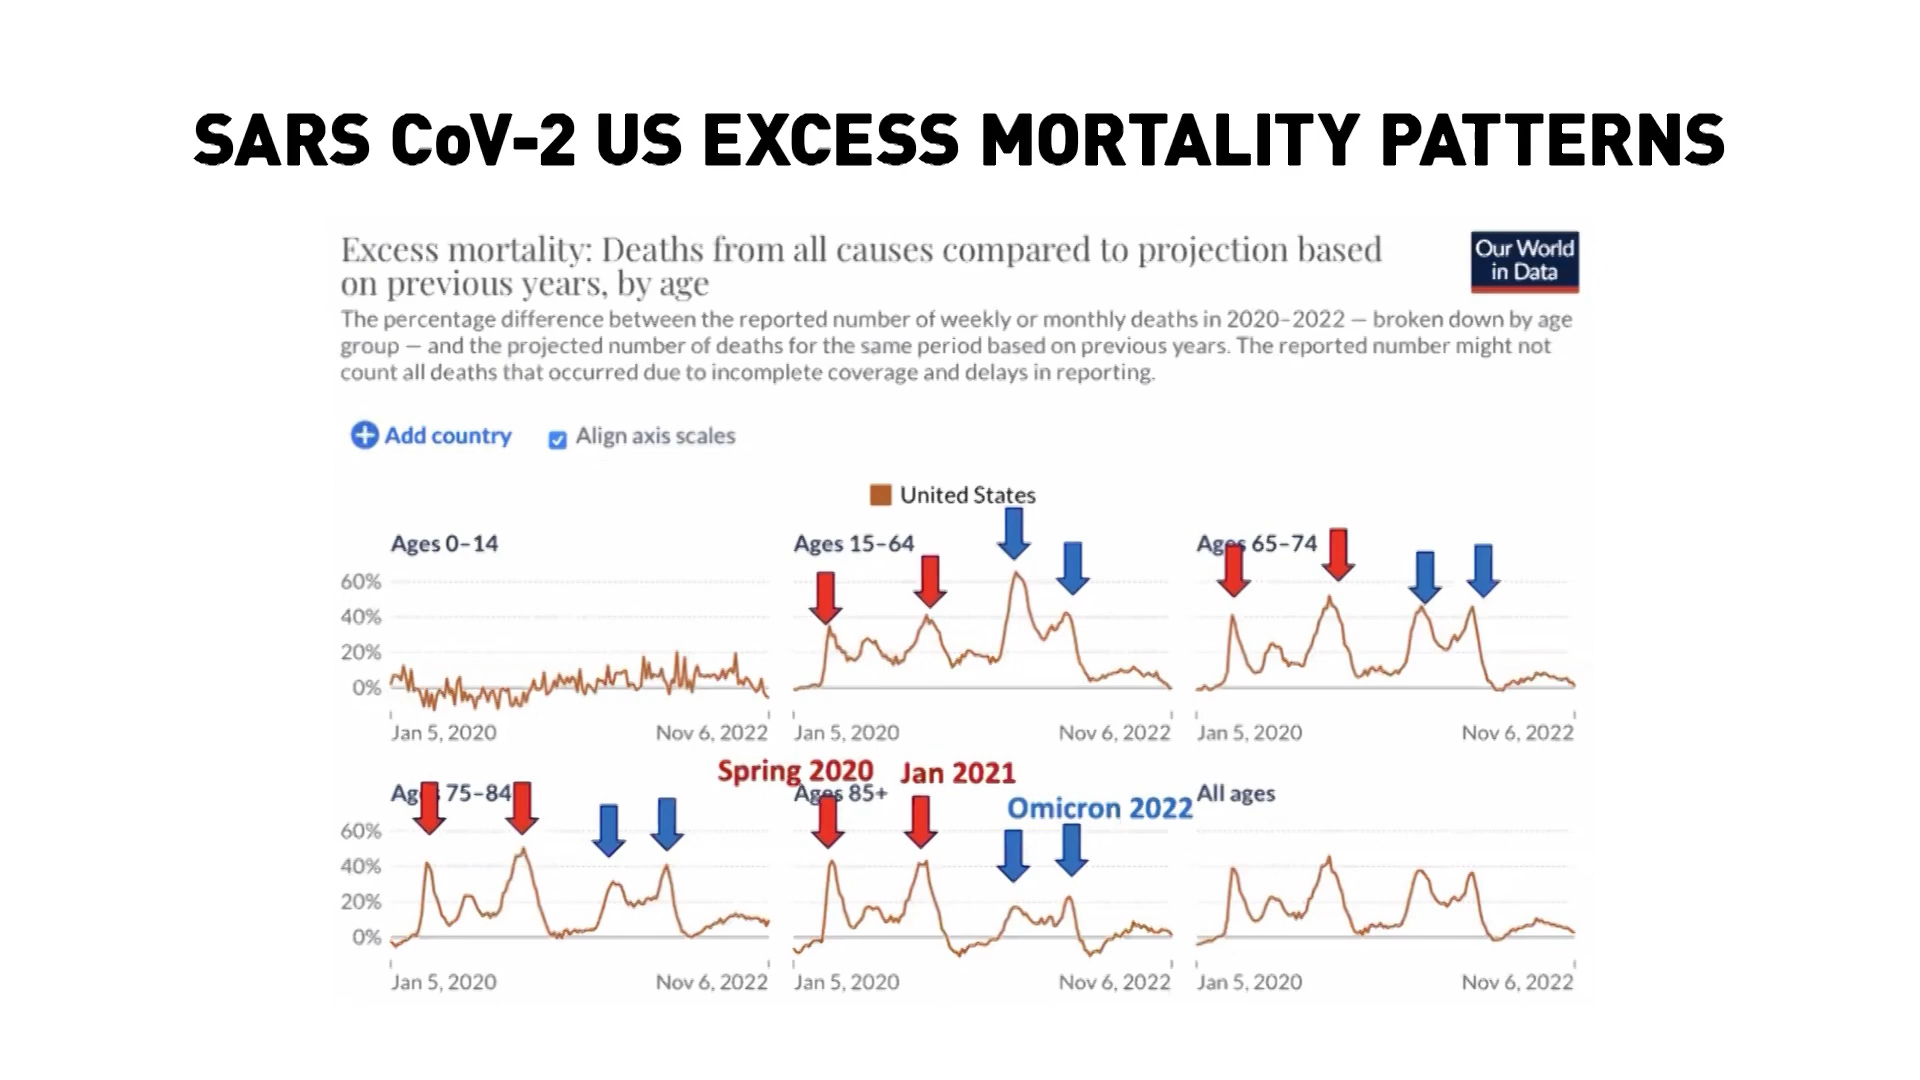 SARS CoV-2 US EXCESS MORTALITY PATTERNS
Excess mortality: Deaths from all causes compared to projection based
on previous years, by age
Our World
in Data
The percentage difference between the reported number of weekly or monthly deaths in 2020–2022 — broken down by age
group — and the projected number of deaths for the same period based on previous years. The reported number might not
count all deaths that occurred due to incomplete coverage and delays in reporting.
Add country
Align axis scales
United States
Ages 0–14
Ages 15–64
Ages 65–74
60%
40%
20%
0%
Jan 5, 2020
Nov 6, 2022
Jan 5, 2020
Nov 6, 2022
Jan 5, 2020
Nov 6, 2022
Spring 2020
Jan 2021
Ages 75–84
Ages 85+
Omicron 2022
All ages
60%
40%
20%
0%
Jan 5, 2020
Nov 6, 2022
Jan 5, 2020
Nov 6, 2022
Jan 5, 2020
Nov 6, 2022